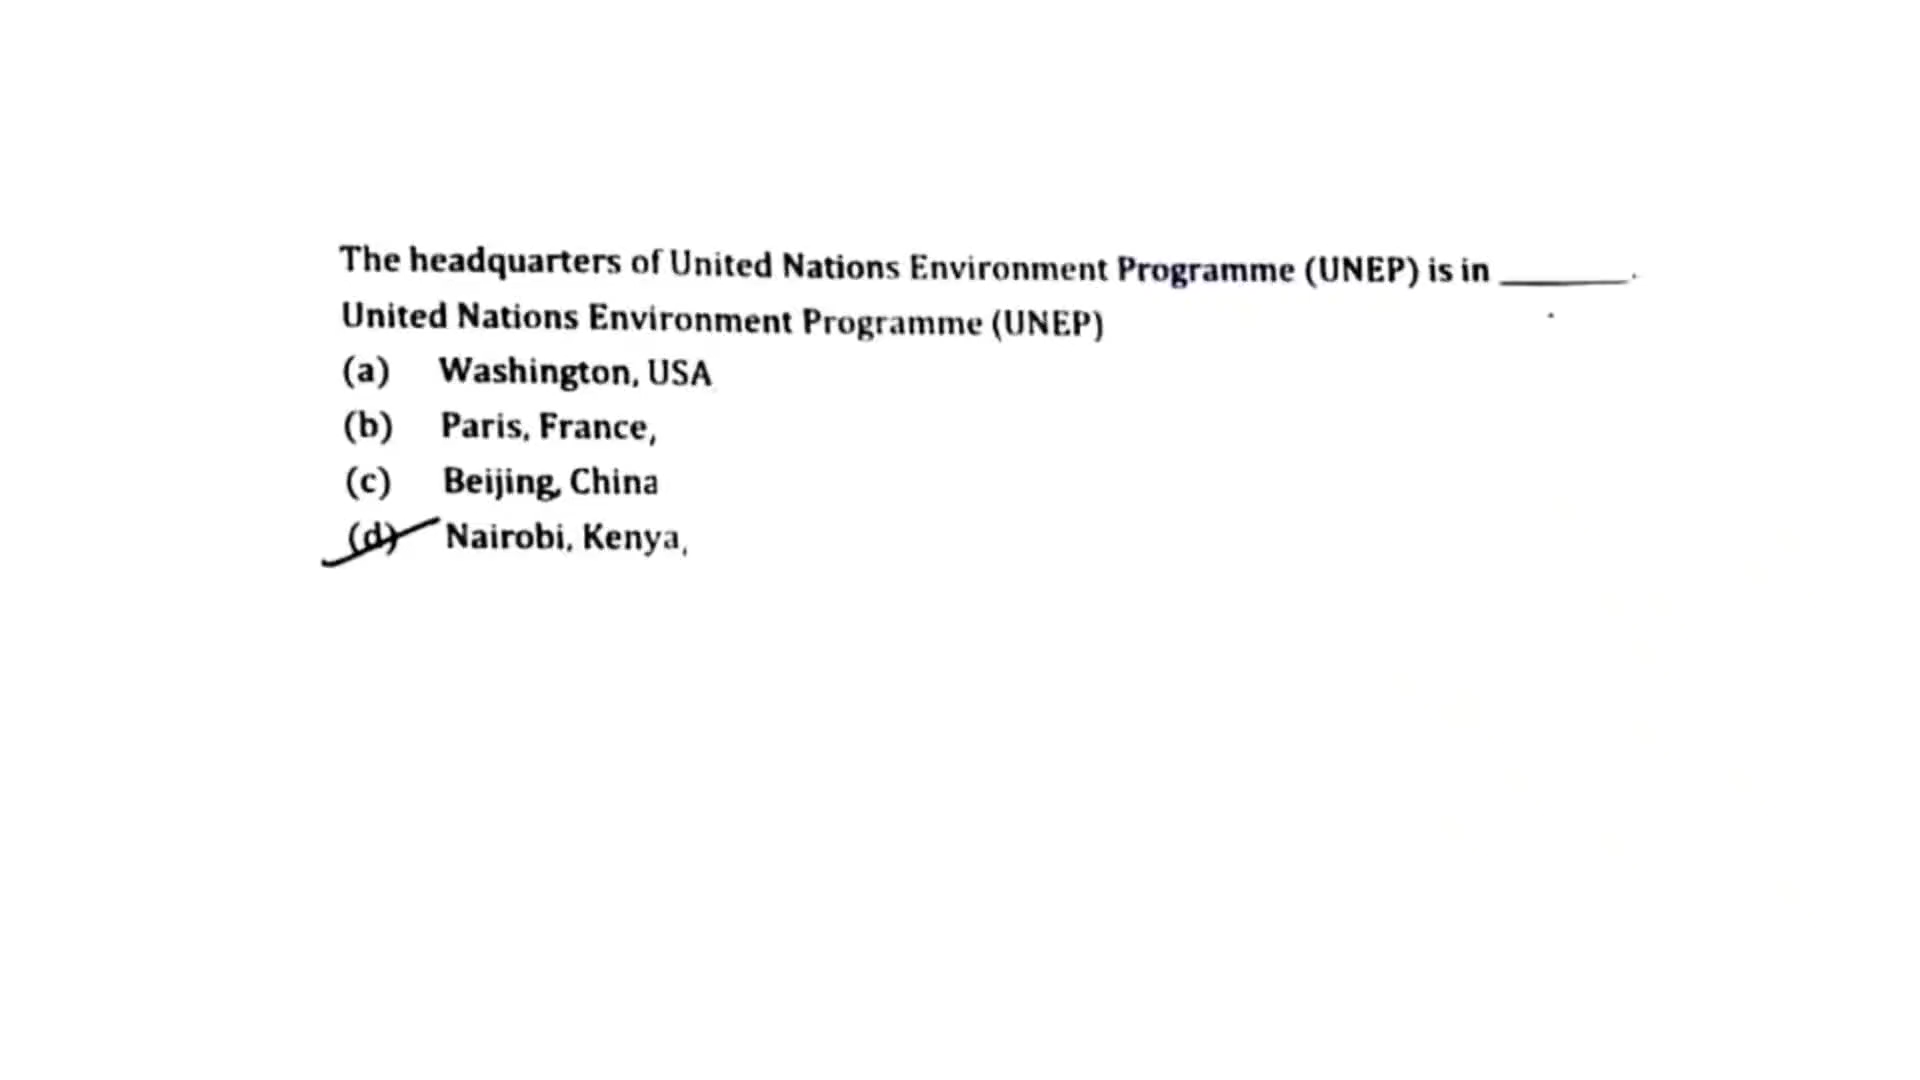 The headquarters of United Nations Environment Programme (UNEP) is in ________.
United Nations Environment Programme (UNEP)
(a) Washington, USA
(b) Paris, France,
(c) Beijing, China
(d) Nairobi, Kenya,